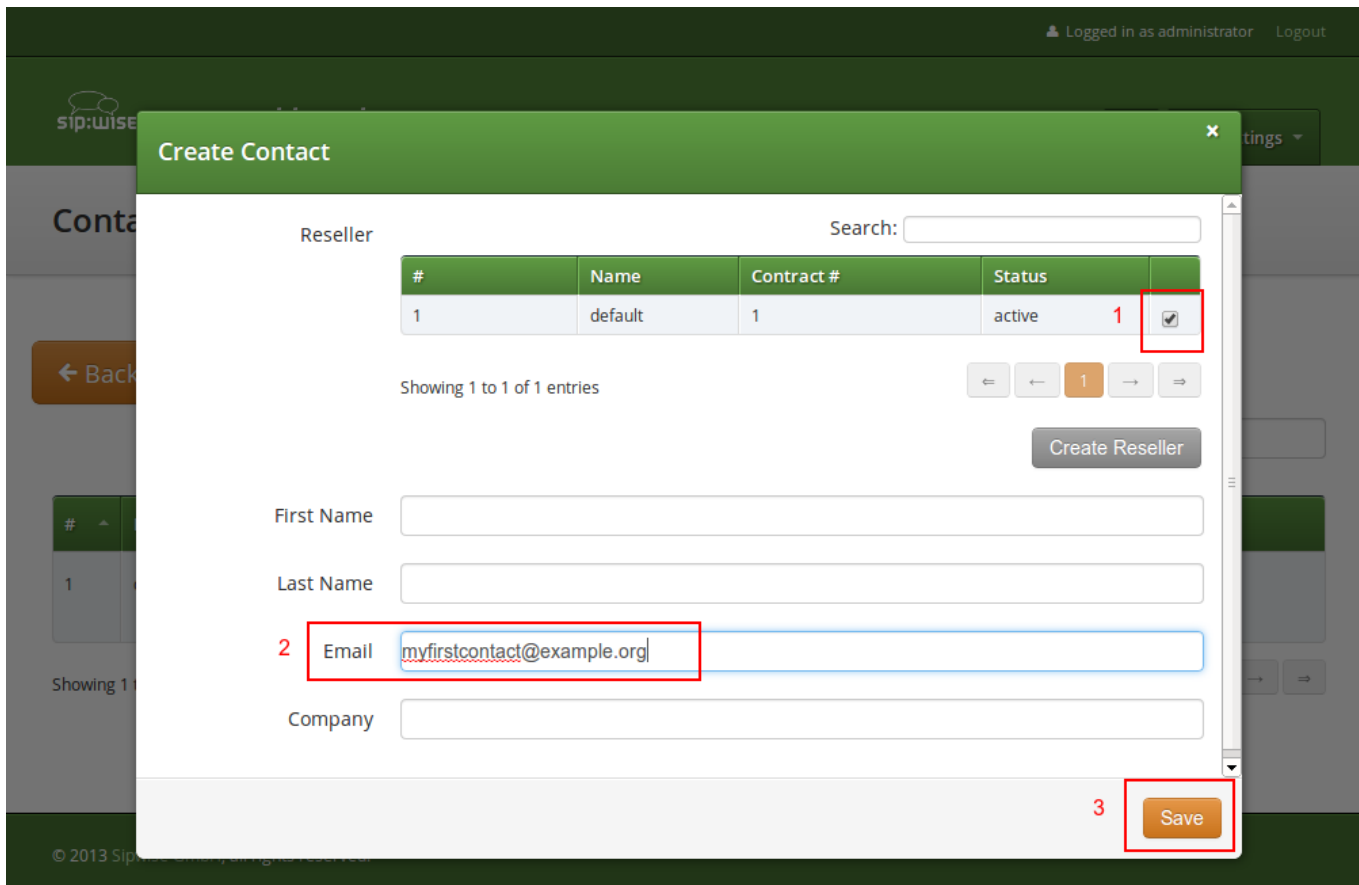 Logged in as administrator Logout
sip:wise
tings
Create Contact ×
Conta
Reseller
Search:
# Name Contract # Status
1 default 1 active 1
← Back
Showing 1 to 1 of 1 entries
⇐ ← 1 → ⇒
Create Reseller
First Name
#
Last Name
1
2 Email myfirstcontact@example.org
Showing 1 → ⇒
Company
3 Save
© 2013 Sipwise GmbH, all rights reserved.